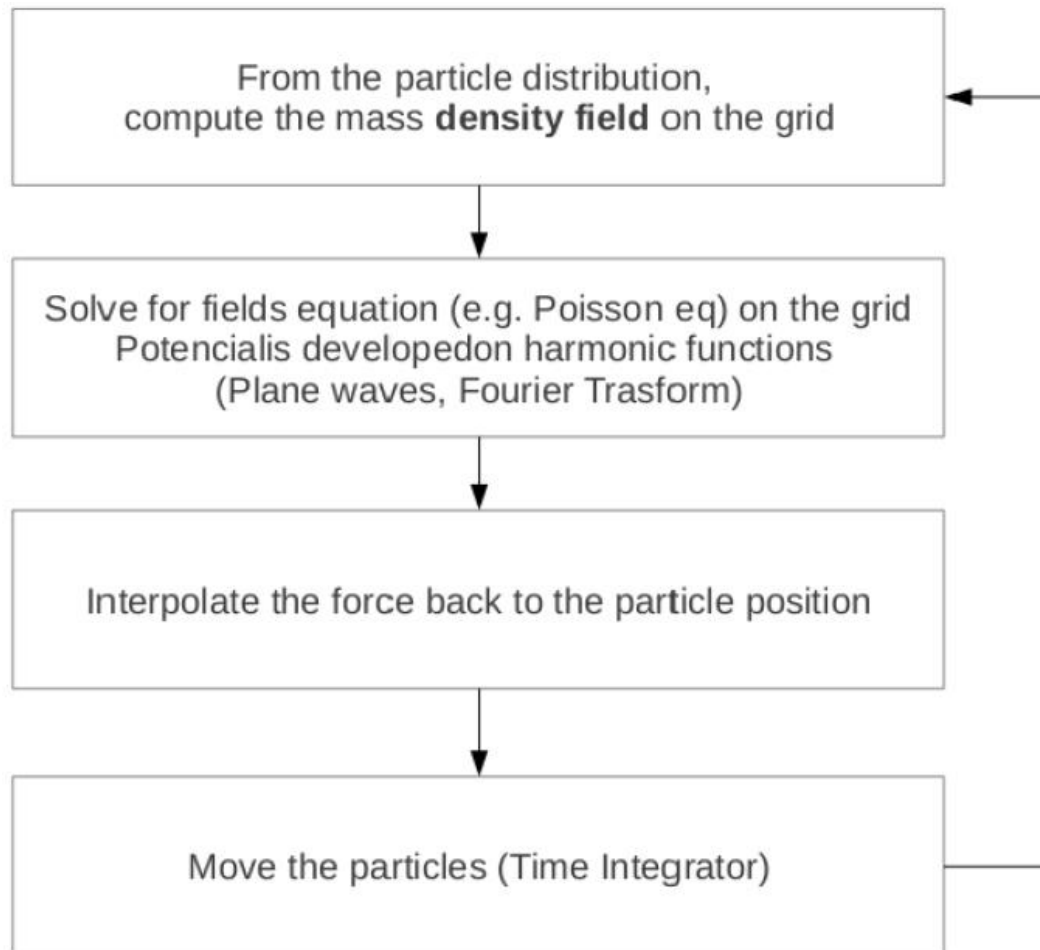 From the particle distribution,
compute the mass density field on the grid
Solve for fields equation (e.g. Poisson eq) on the grid
Potencialis developedon harmonic functions
(Plane waves, Fourier Trasform)
Interpolate the force back to the particle position
Move the particles (Time Integrator)